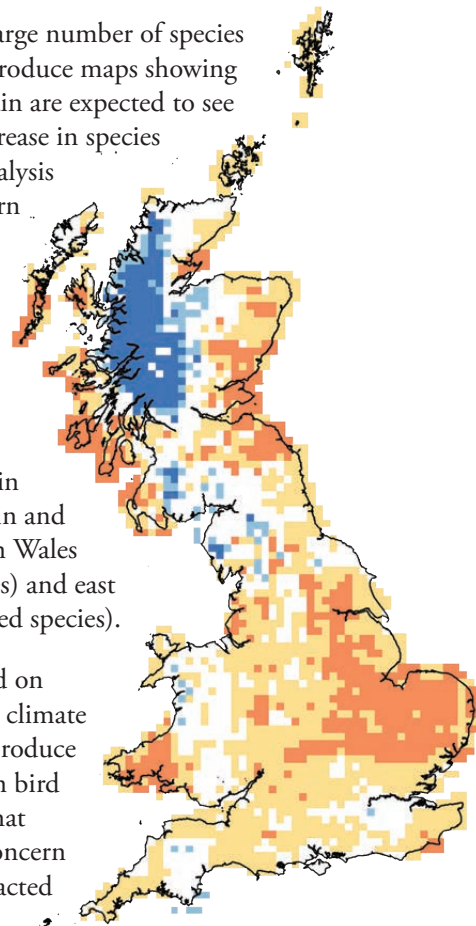 arge number of species
roduce maps showing
in are expected to see
rease in species
alysis
rn
in
n and
n Wales
s) and east
ed species).
d on
climate
roduce
n bird
hat
oncern
acted